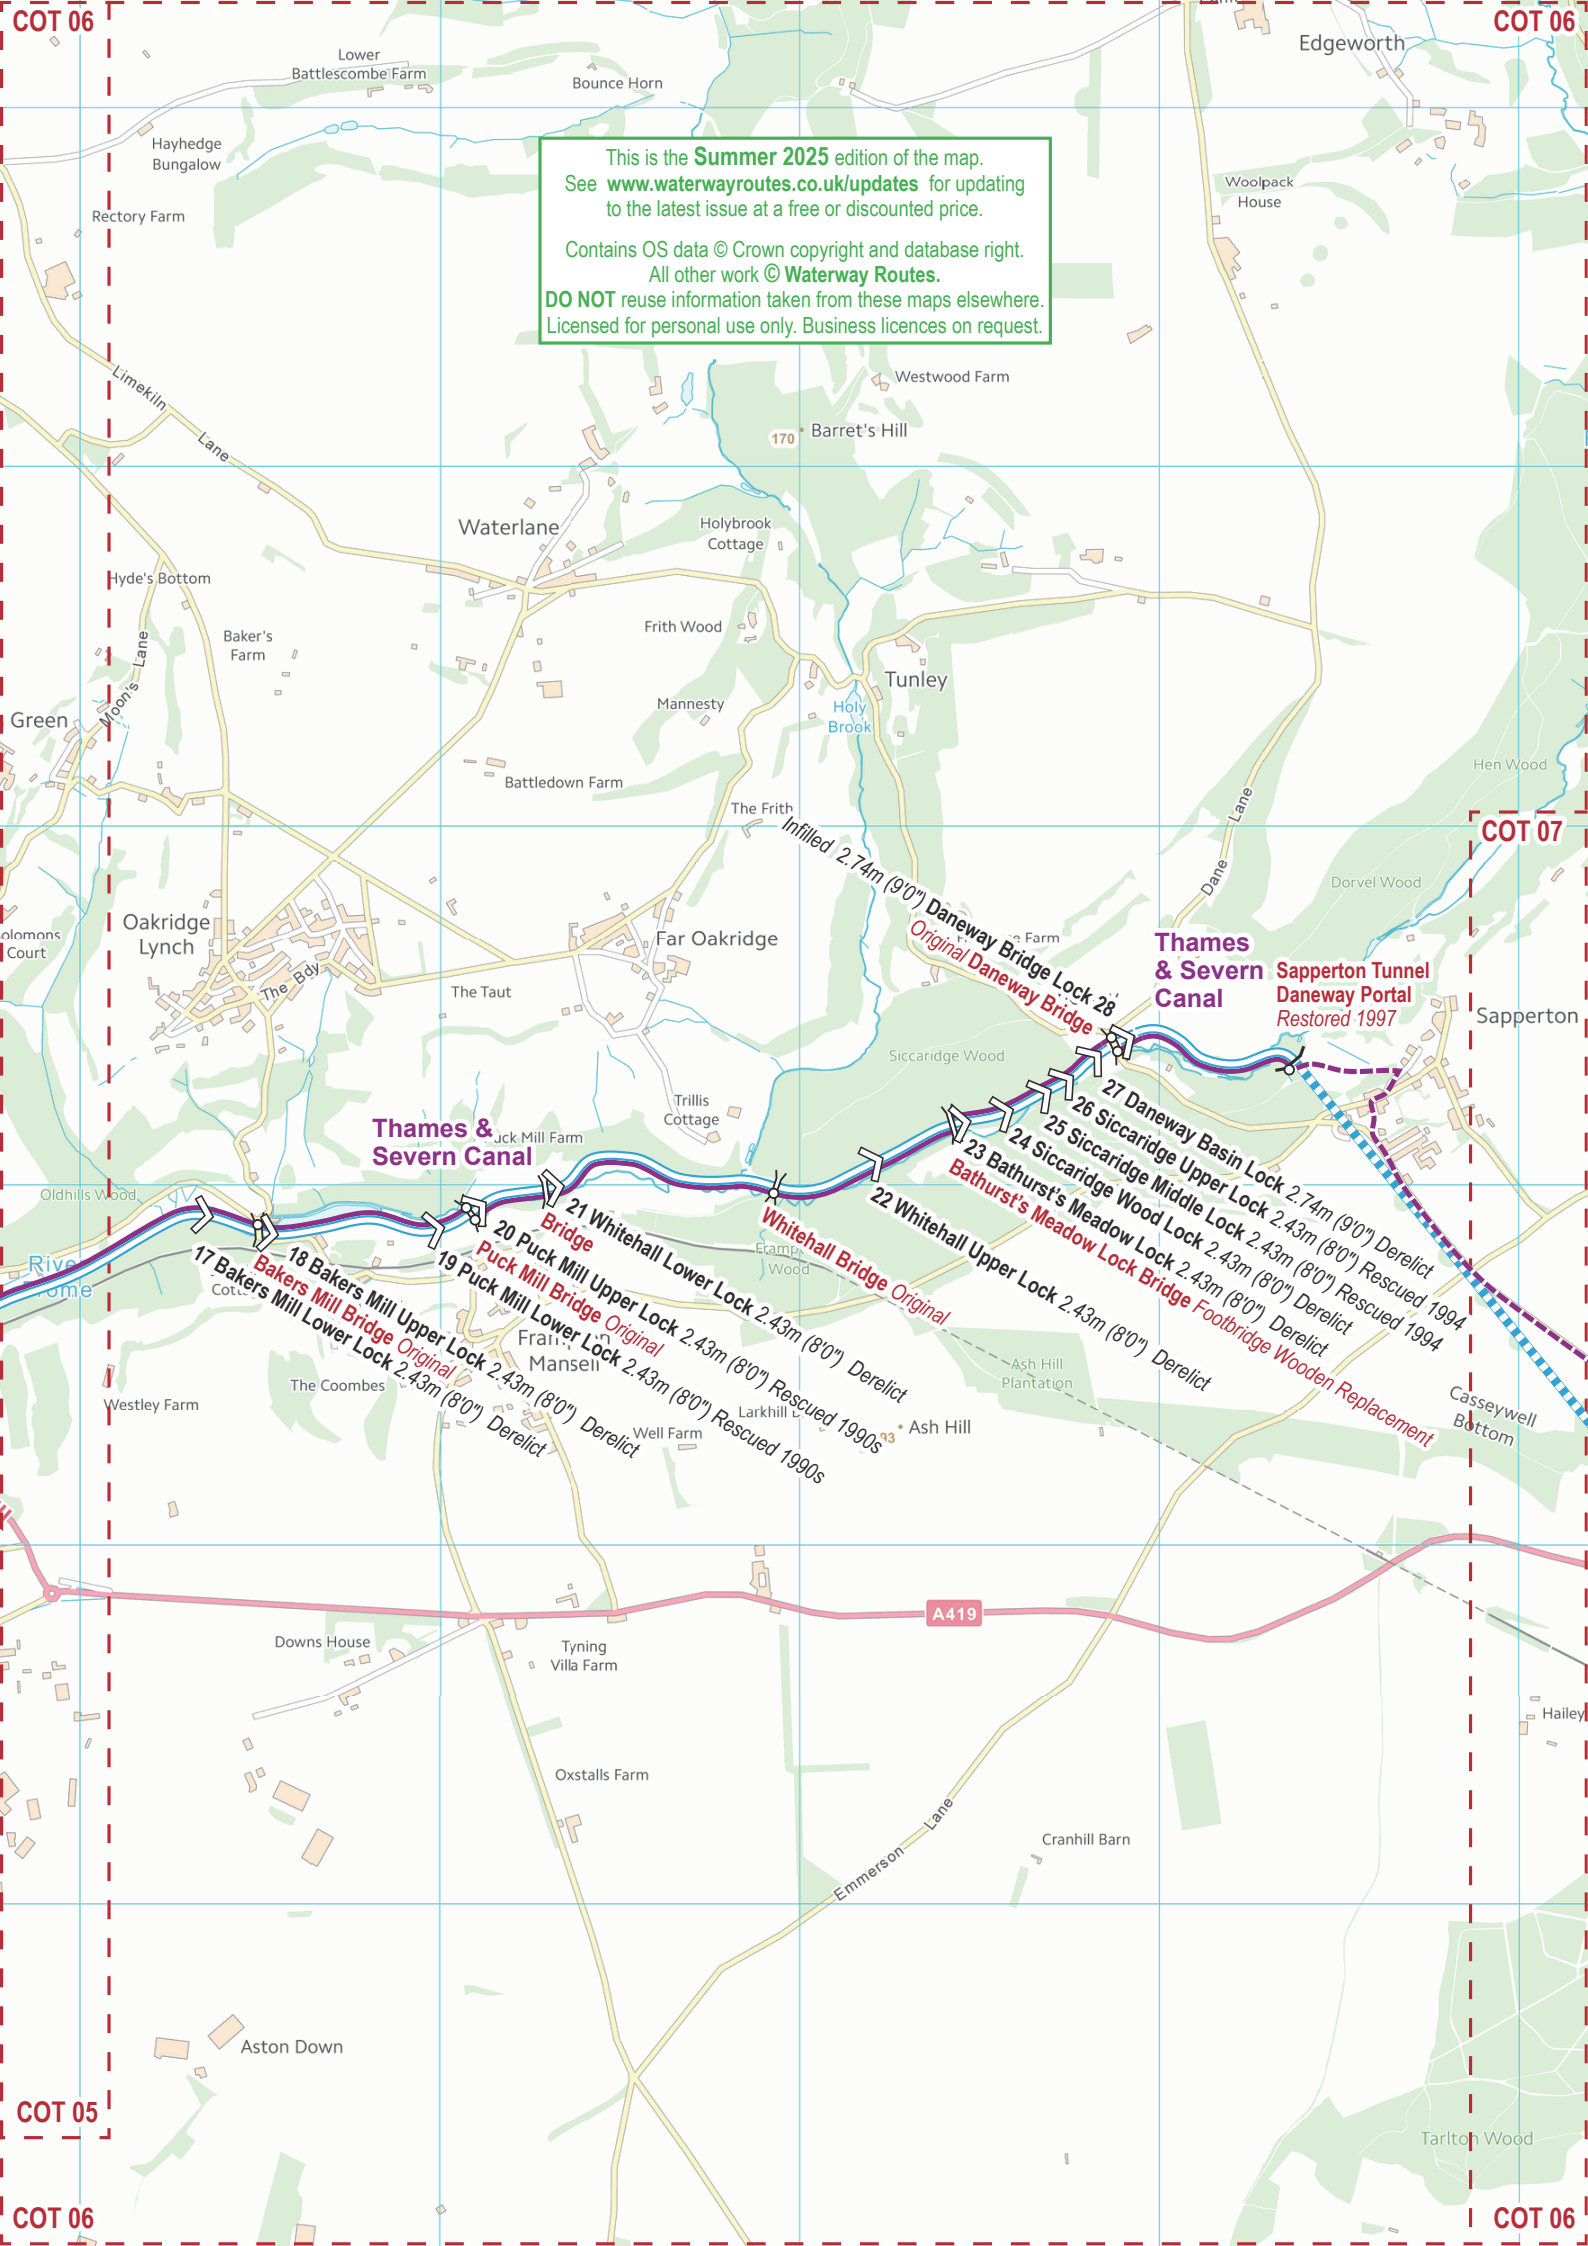 COT 06
COT 06
Edgeworth
Lower
Battlescombe Farm
Bounce Horn
Hayhedge
Bungalow
This is the Summer 2025 edition of the map.
See www.waterwayroutes.co.uk/updates for updating
to the latest issue at a free or discounted price.
Contains OS data © Crown copyright and database right.
All other work © Waterway Routes.
DO NOT reuse information taken from these maps elsewhere.
Licensed for personal use only. Business licences on request.
Woolpack
House
Rectory Farm
Limekiln
Lane
Westwood Farm
170
Barret's Hill
Waterlane
Holybrook
Cottage
Hyde's Bottom
Baker's
Farm
Frith Wood
Moon's Lane
Green
Mannesty
Tunley
Holy
Brook
Battledown Farm
Hen Wood
The Frith
Dane Lane
COT 07
Dorvel Wood
Oakridge
Lynch
Court
Far Oakridge
The Bdy
The Taut
Farm
Infilled 2.74m (9'0") Daneway Bridge Lock 28
Original Daneway Bridge
Thames
& Severn
Canal
Sapperton Tunnel
Daneway Portal
Restored 1997
Sapperton
Siccaridge Wood
Trillis
Cottage
Thames &
Severn Canal
Mill Farm
Oldhills Wood
27 Daneway Basin Lock 2.74m (9'0") Derelict
26 Siccaridge Upper Lock 2.43m (8'0") Rescued 1994
25 Siccaridge Middle Lock 2.43m (8'0") Rescued 1994
24 Siccaridge Wood Lock 2.43m (8'0") Derelict
23 Bathurst's Meadow Lock 2.43m (8'0") Derelict
Bathurst's Meadow Lock Bridge Footbridge Wooden Replacement
22 Whitehall Upper Lock 2.43m (8'0") Derelict
Whitehall Bridge Original
21 Whitehall Lower Lock 2.43m (8'0") Derelict
Bridge
20 Puck Mill Upper Lock 2.43m (8'0") Rescued 1990s
Puck Mill Bridge Original
19 Puck Mill Lower Lock 2.43m (8'0") Rescued 1990s
18 Bakers Mill Upper Lock 2.43m (8'0") Derelict
Bakers Mill Bridge Original
17 Bakers Mill Lower Lock 2.43m (8'0") Derelict
Wood
Mansell
Ash Hill
Plantation
The Coombes
Westley Farm
Well Farm
Ash Hill
Casseywell
Bottom
A419
Downs House
Tyning
Villa Farm
Hailey
Oxstalls Farm
Emmerson Lane
Cranhill Barn
Aston Down
COT 05
Tarlton Wood
COT 06
COT 06